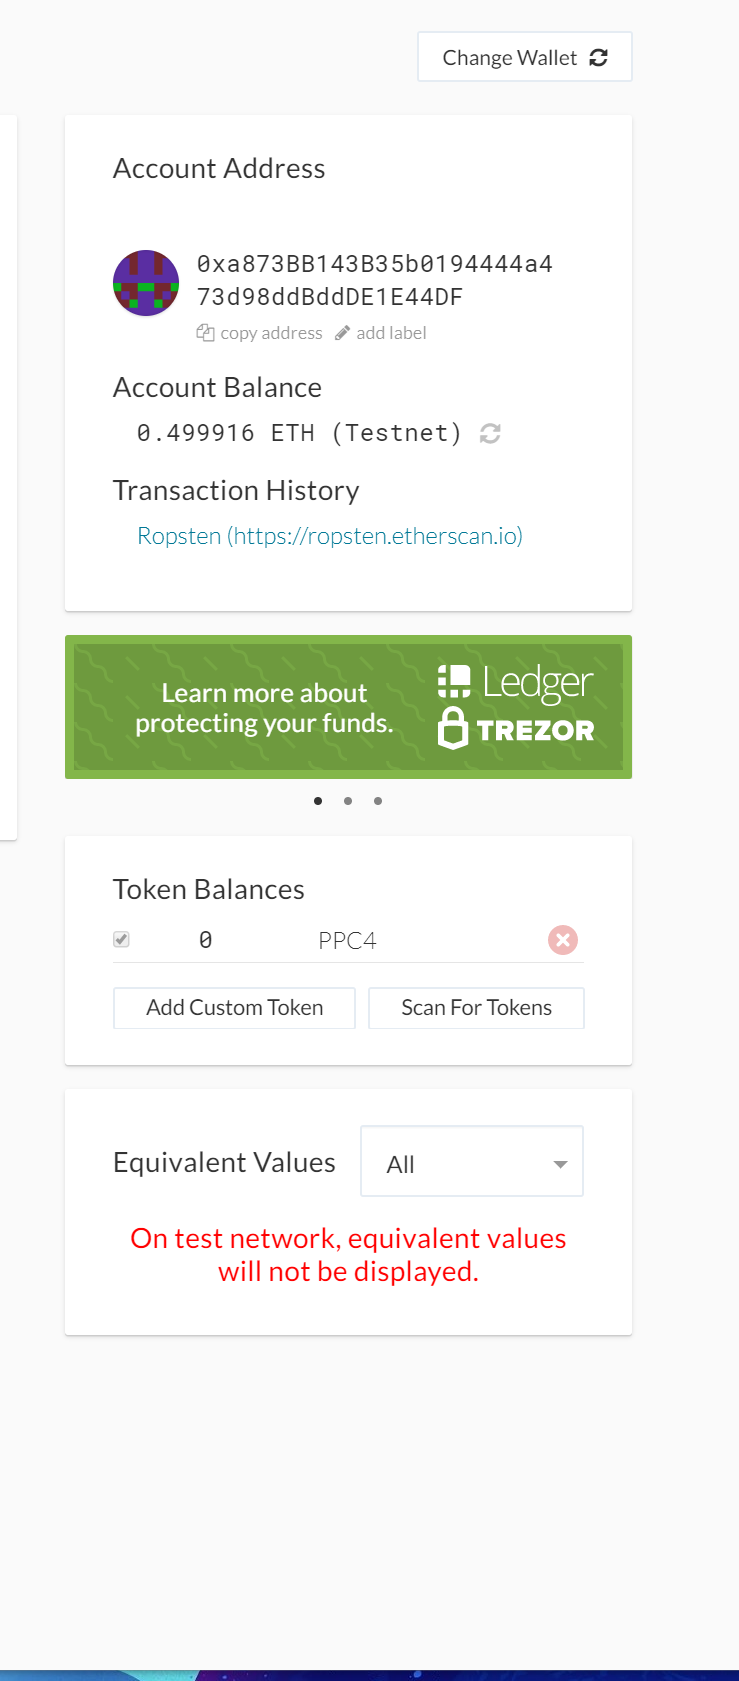 Change Wallet
Account Address
0xa873BB143B35b0194444a4
73d98ddBddDE1E44DF
copy address add label
Account Balance
0.499916 ETH (Testnet)
Transaction History
Ropsten (https://ropsten.etherscan.io)
Learn more about
protecting your funds.
Ledger
TREZOR
Token Balances
0 PPC4
Add Custom Token Scan For Tokens
Equivalent Values All
On test network, equivalent values
will not be displayed.